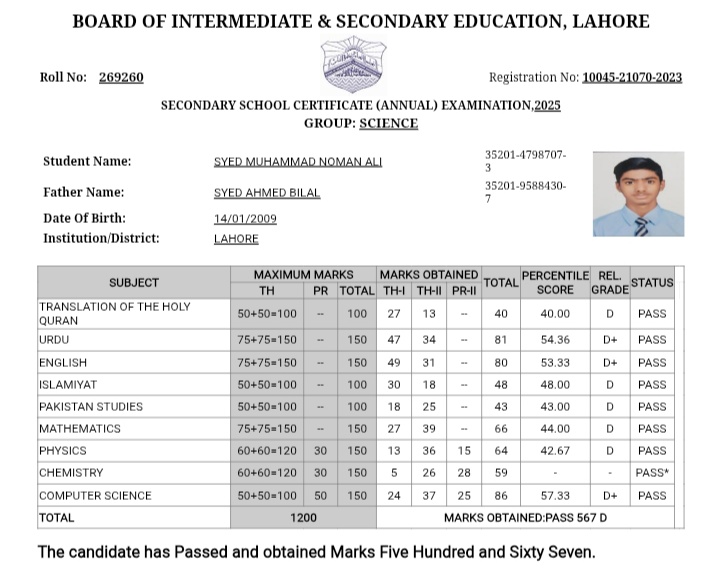 BOARD OF INTERMEDIATE & SECONDARY EDUCATION, LAHORE
Roll No: 269260
Registration No: 10045-21070-2023
SECONDARY SCHOOL CERTIFICATE (ANNUAL) EXAMINATION,2025
GROUP: SCIENCE
Student Name: SYED MUHAMMAD NOMAN ALI 35201-4798707-
3
Father Name: SYED AHMED BILAL 35201-9588430-
7
Date Of Birth: 14/01/2009
Institution/District: LAHORE
SUBJECT MAXIMUM MARKS MARKS OBTAINED TOTAL PERCENTILE SCORE REL. GRADE STATUS
TH PR TOTAL TH-I TH-II PR-II
TRANSLATION OF THE HOLY
QURAN 50+50=100 -- 100 27 13 -- 40 40.00 D PASS
URDU 75+75=150 -- 150 47 34 -- 81 54.36 D+ PASS
ENGLISH 75+75=150 -- 150 49 31 -- 80 53.33 D+ PASS
ISLAMIYAT 50+50=100 -- 100 30 18 -- 48 48.00 D PASS
PAKISTAN STUDIES 50+50=100 -- 100 18 25 -- 43 43.00 D PASS
MATHEMATICS 75+75=150 -- 150 27 39 -- 66 44.00 D PASS
PHYSICS 60+60=120 30 150 13 36 15 64 42.67 D PASS
CHEMISTRY 60+60=120 30 150 5 26 28 59 - - PASS*
COMPUTER SCIENCE 50+50=100 50 150 24 37 25 86 57.33 D+ PASS
TOTAL 1200 MARKS OBTAINED:PASS 567 D
The candidate has Passed and obtained Marks Five Hundred and Sixty Seven.